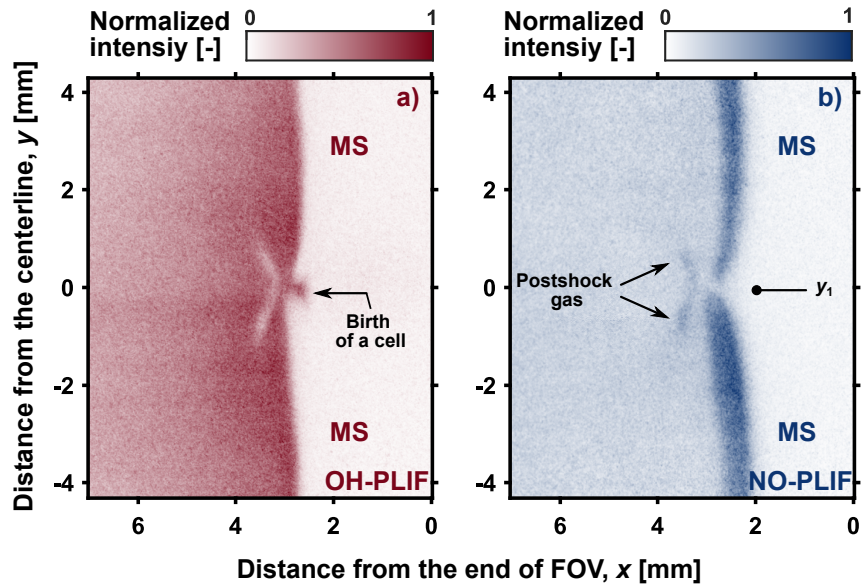 Normalized
intensiy [-]
0
1
Normalized
intensiy [-]
0
1
Distance from the centerline, y [mm]
4
2
0
-2
-4
a)
MS
Birth
of a cell
MS
OH-PLIF
6
4
2
0
4
2
0
-2
-4
b)
MS
Postshock
gas
y₁
MS
NO-PLIF
6
4
2
0
Distance from the end of FOV, x [mm]